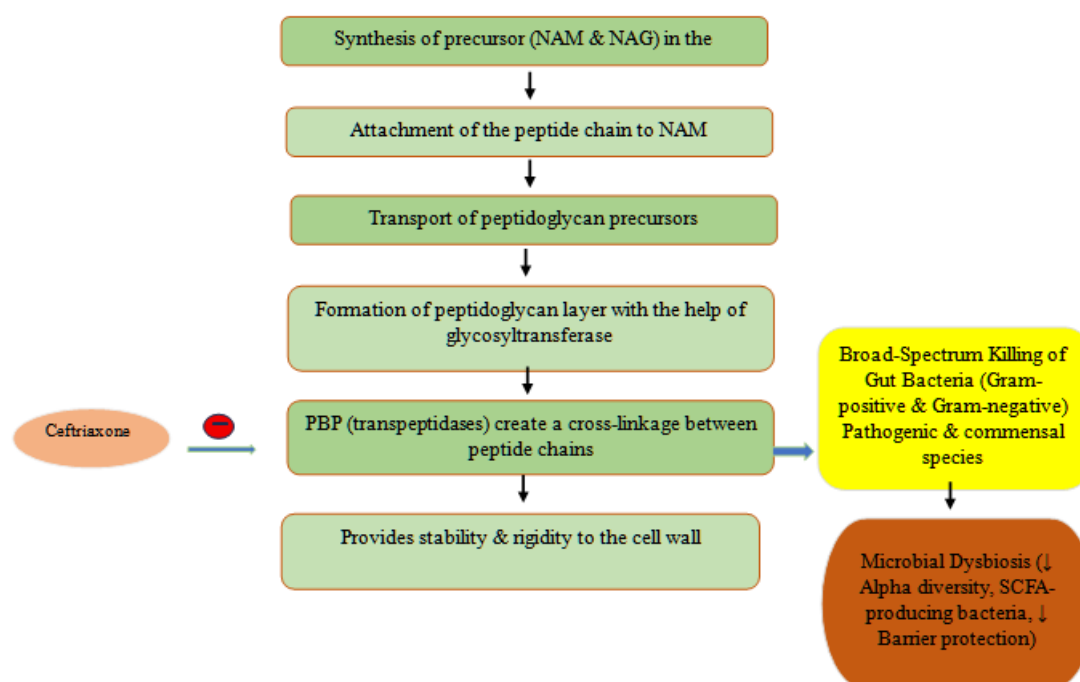 Synthesis of precursor (NAM & NAG) in the
Attachment of the peptide chain to NAM
Transport of peptidoglycan precursors
Formation of peptidoglycan layer with the help of
glycosyltransferase
Ceftriaxone
PBP (transpeptidases) create a cross-linkage between
peptide chains
Provides stability & rigidity to the cell wall
Broad-Spectrum Killing of
Gut Bacteria (Gram-
positive & Gram-negative)
Pathogenic & commensal
species
Microbial Dysbiosis (↓
Alpha diversity, SCFA-
producing bacteria, ↓
Barrier protection)